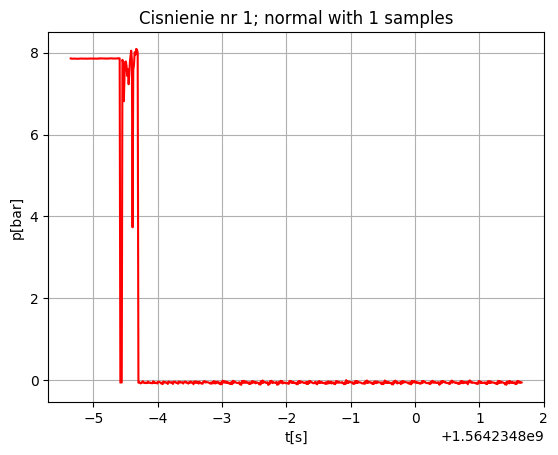 Cisnienie nr 1; normal with 1 samples
8
6
4
2
0
p[bar]
−5 −4 −3 −2 −1 0 1 2
t[s]
+1.5642348e9